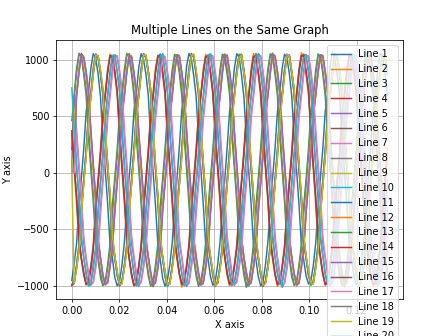 Multiple Lines on the Same Graph
Y axis
1000
500
0
−500
−1000
0.00
0.02
0.04
0.06
0.08
0.10
X axis
Line 1
Line 2
Line 3
Line 4
Line 5
Line 6
Line 7
Line 8
Line 9
Line 10
Line 11
Line 12
Line 13
Line 14
Line 15
Line 16
Line 17
Line 18
Line 19
Line 20